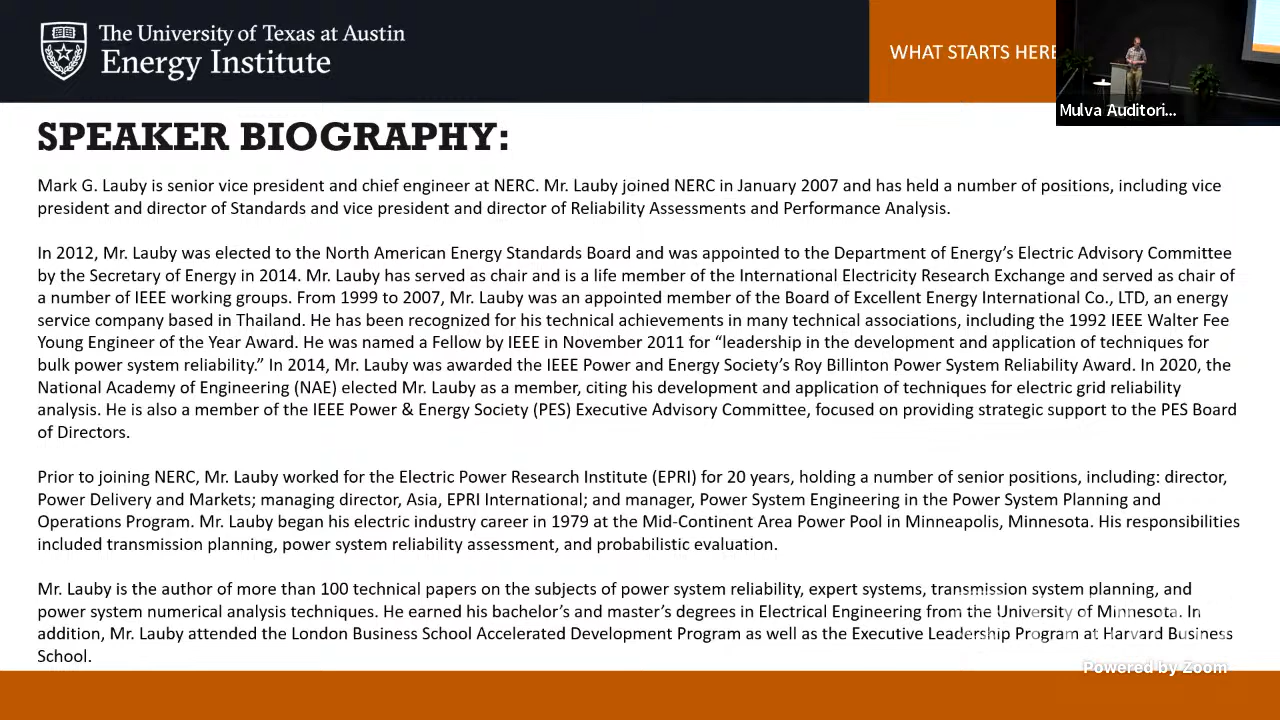 The University of Texas at Austin
Energy Institute
WHAT STARTS HERE
Mulva Auditori...
SPEAKER BIOGRAPHY:
Mark G. Lauby is senior vice president and chief engineer at NERC. Mr. Lauby joined NERC in January 2007 and has held a number of positions, including vice
president and director of Standards and vice president and director of Reliability Assessments and Performance Analysis.
In 2012, Mr. Lauby was elected to the North American Energy Standards Board and was appointed to the Department of Energy’s Electric Advisory Committee
by the Secretary of Energy in 2014. Mr. Lauby has served as chair and is a life member of the International Electricity Research Exchange and served as chair of
a number of IEEE working groups. From 1999 to 2007, Mr. Lauby was an appointed member of the Board of Excellent Energy International Co., LTD, an energy
service company based in Thailand. He has been recognized for his technical achievements in many technical associations, including the 1992 IEEE Walter Fee
Young Engineer of the Year Award. He was named a Fellow by IEEE in November 2011 for “leadership in the development and application of techniques for
bulk power system reliability.” In 2014, Mr. Lauby was awarded the IEEE Power and Energy Society’s Roy Billinton Power System Reliability Award. In 2020, the
National Academy of Engineering (NAE) elected Mr. Lauby as a member, citing his development and application of techniques for electric grid reliability
analysis. He is also a member of the IEEE Power & Energy Society (PES) Executive Advisory Committee, focused on providing strategic support to the PES Board
of Directors.
Prior to joining NERC, Mr. Lauby worked for the Electric Power Research Institute (EPRI) for 20 years, holding a number of senior positions, including: director,
Power Delivery and Markets; managing director, Asia, EPRI International; and manager, Power System Engineering in the Power System Planning and
Operations Program. Mr. Lauby began his electric industry career in 1979 at the Mid-Continent Area Power Pool in Minneapolis, Minnesota. His responsibilities
included transmission planning, power system reliability assessment, and probabilistic evaluation.
Mr. Lauby is the author of more than 100 technical papers on the subjects of power system reliability, expert systems, transmission system planning, and
power system numerical analysis techniques. He earned his bachelor’s and master’s degrees in Electrical Engineering from the University of Minnesota. In
addition, Mr. Lauby attended the London Business School Accelerated Development Program as well as the Executive Leadership Program at Harvard Business
School.
Powered by Zoom